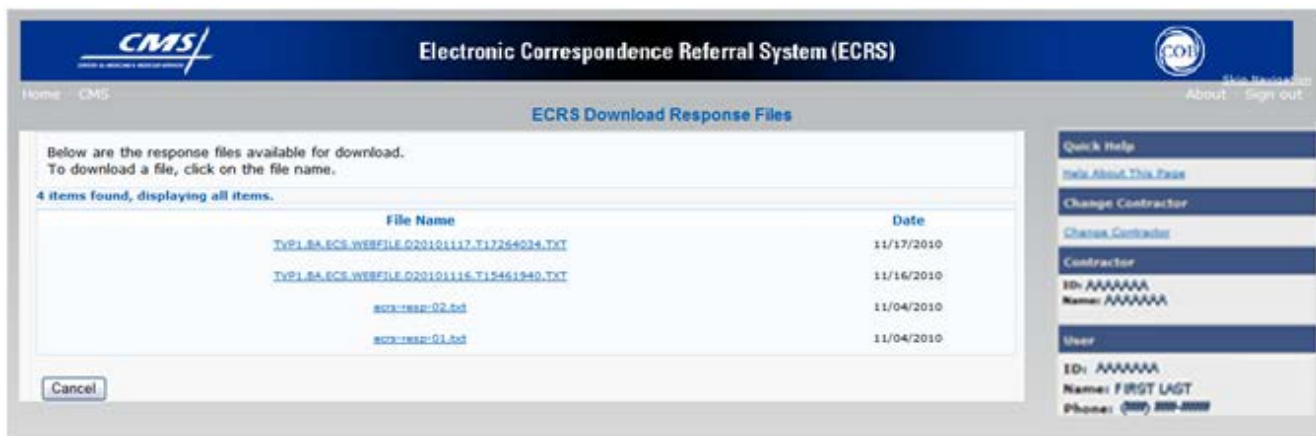 CMS
Electronic Correspondence Referral System (ECRS)
COB
Skip Navigation
Home CMS
About Sign out
ECRS Download Response Files
Below are the response files available for download.
To download a file, click on the file name.
4 items found, displaying all items.
File Name Date
TVP1.BA.ECS.WEBFILE.D20101117.T17264034.TXT 11/17/2010
TVP1.BA.ECS.WEBFILE.D20101116.T15461940.TXT 11/16/2010
ecrs-resp-02.txt 11/04/2010
ecrs-resp-01.txt 11/04/2010
Cancel
Quick Help
Help About This Page
Change Contractor
Change Contractor
Contractor
ID: AAAAAAA
Name: AAAAAAA
User
ID: AAAAAAA
Name: FIRST LAST
Phone: (###) ###-####